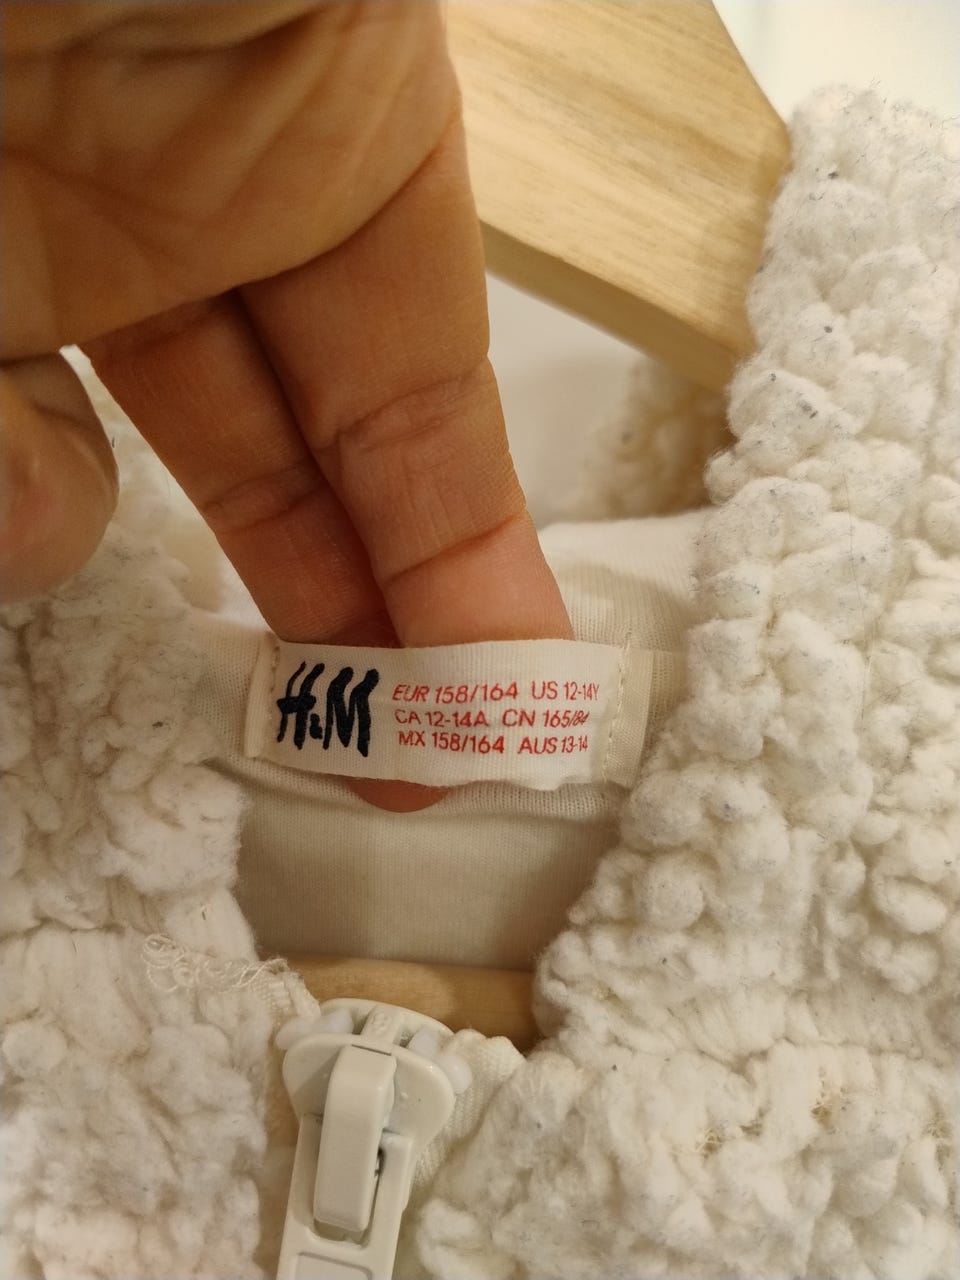 H&M
EUR 158/164 US 12-14Y
CA 12-14A CN 165/84
MX 158/164 AUS 13-14